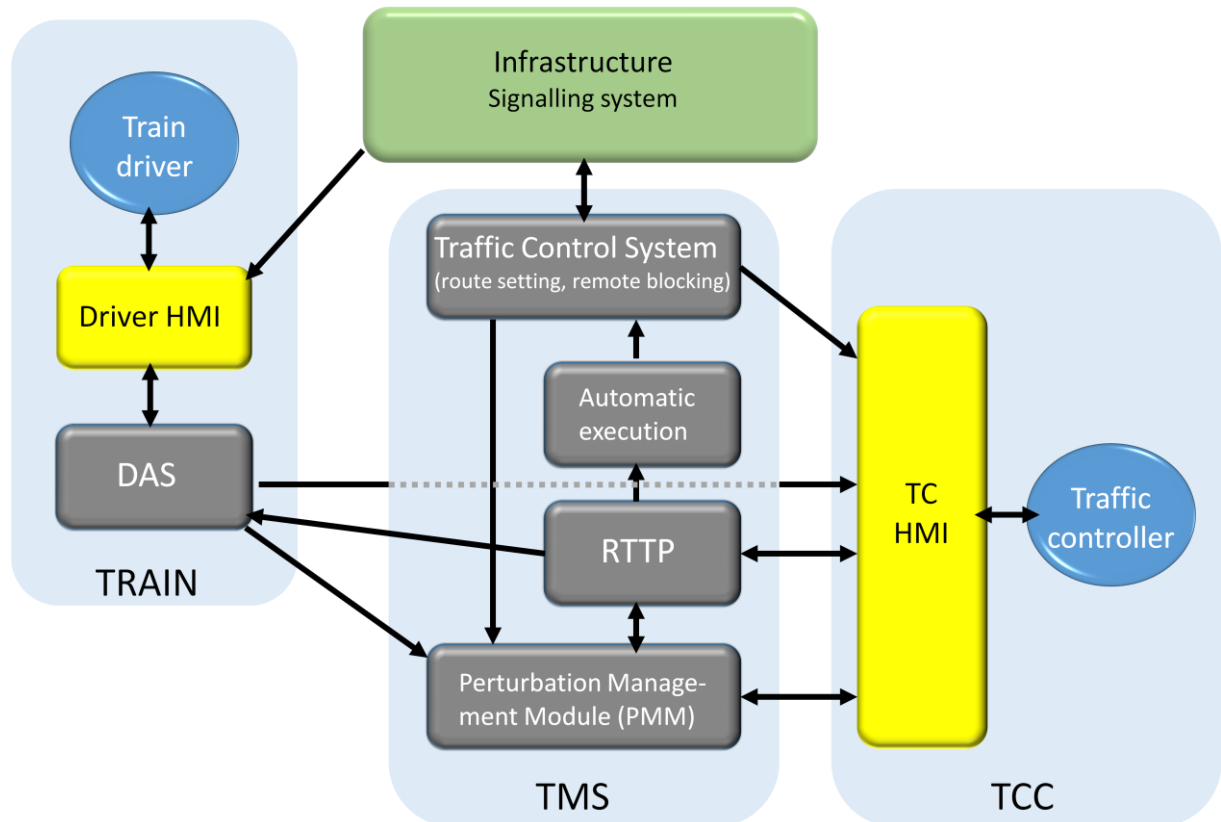 Infrastructure
Signalling system
Train
driver
Traffic Control System
(route setting, remote blocking)
Driver HMI
Automatic
execution
DAS
TC
HMI
Traffic
controller
RTTP
TRAIN
Perturbation Manage-
ment Module (PMM)
TMS
TCC